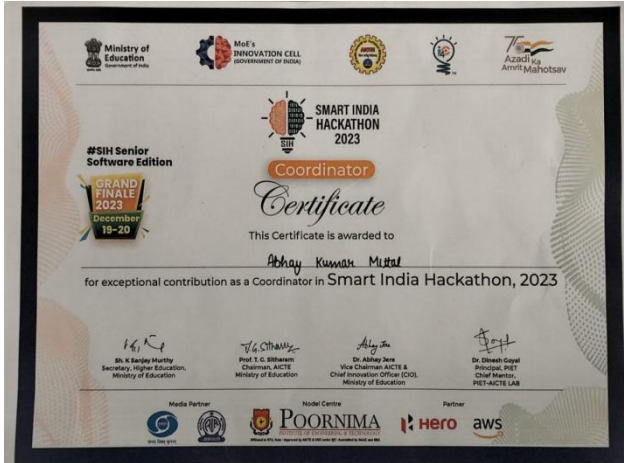 Ministry of
Education
Government of India
MoE's
INNOVATION CELL
(GOVERNMENT OF INDIA)
Azadi Ka
Amrit Mahotsav
SMART INDIA
HACKATHON
2023
SIH
#SIH Senior
Software Edition
Coordinator
GRAND
FINALE
2023
December
19-20
Certificate
This Certificate is awarded to
Abhay Kumar Mittal
for exceptional contribution as a Coordinator in Smart India Hackathon, 2023
Sh. K Sanjay Murthy
Secretary, Higher Education,
Ministry of Education
Prof. T. G. Sitharam
Chairman, AICTE
Ministry of Education
Dr. Abhay Jere
Vice Chairman AICTE &
Chief Innovation Officer (CIO),
Ministry of Education
Dr. Dinesh Goyal
Principal, PIET
Chief Mentor,
PIET-AICTE LAB
Media Partner
Nodel Centre
Partner
POORNIMA
INSTITUTE OF ENGINEERING & TECHNOLOGY
Hero
aws